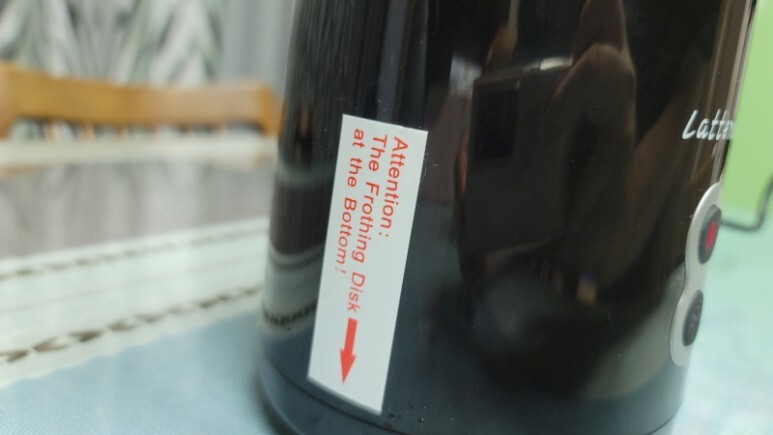 Attention:
The Frothing Disk
at the Bottom!